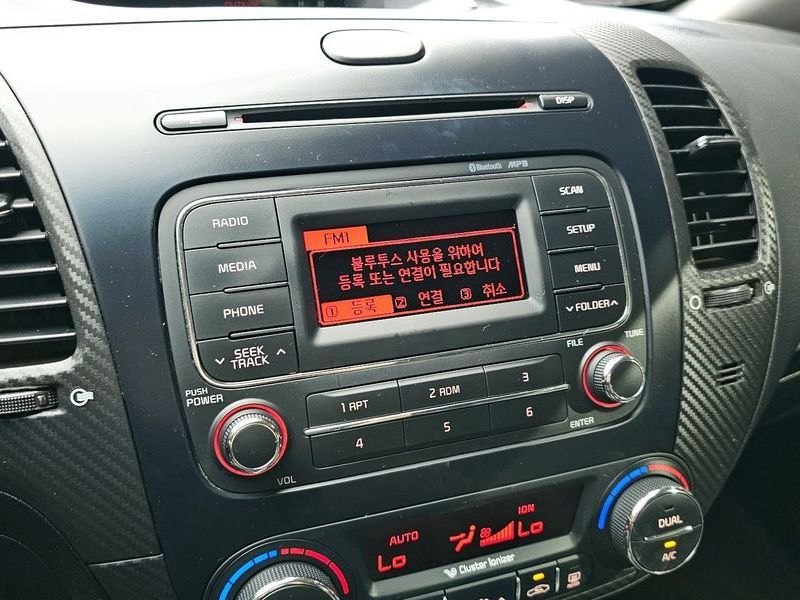 OUTSIDE
DISP
Bluetooth MP3
RADIO
MEDIA
PHONE
SEEK
TRACK
SCAN
SETUP
MENU
FOLDER
FM1
블루투스 사용을 위하여
등록 또는 연결이 필요합니다
① 등록 ② 연결 ③ 취소
FILE
TUNE
PUSH
POWER
VOL
1 RPT
2 RDM
3
4
5
6
ENTER
AUTO
Lo
ION
Lo
Cluster Ionizer
DUAL
A/C